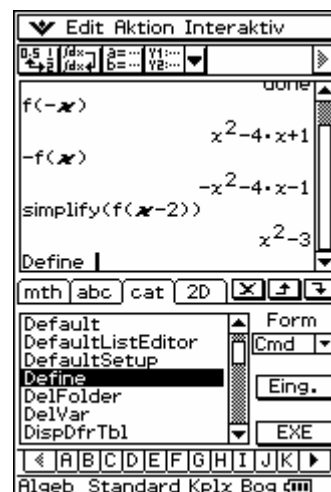 Edit Aktion Interaktiv
done
f(-x)
x²-4·x+1
-f(x)
-x²-4·x-1
simplify(f(x-2))
x²-3
Define
mth abc cat 2D
Default
DefaultListEditor
DefaultSetup
Define
DelFolder
DelVar
DispDfrTbl
Form
Cmd
Eing.
EXE
A B C D E F G H I J K
Algeb Standard Kplx Bog